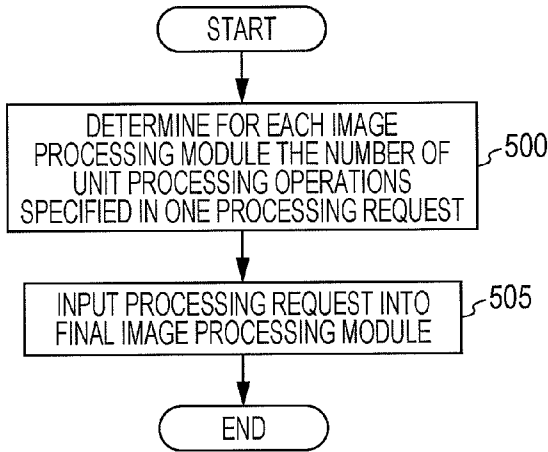 START
DETERMINE FOR EACH IMAGE
PROCESSING MODULE THE NUMBER OF
UNIT PROCESSING OPERATIONS
SPECIFIED IN ONE PROCESSING REQUEST
500
INPUT PROCESSING REQUEST INTO
FINAL IMAGE PROCESSING MODULE
505
END